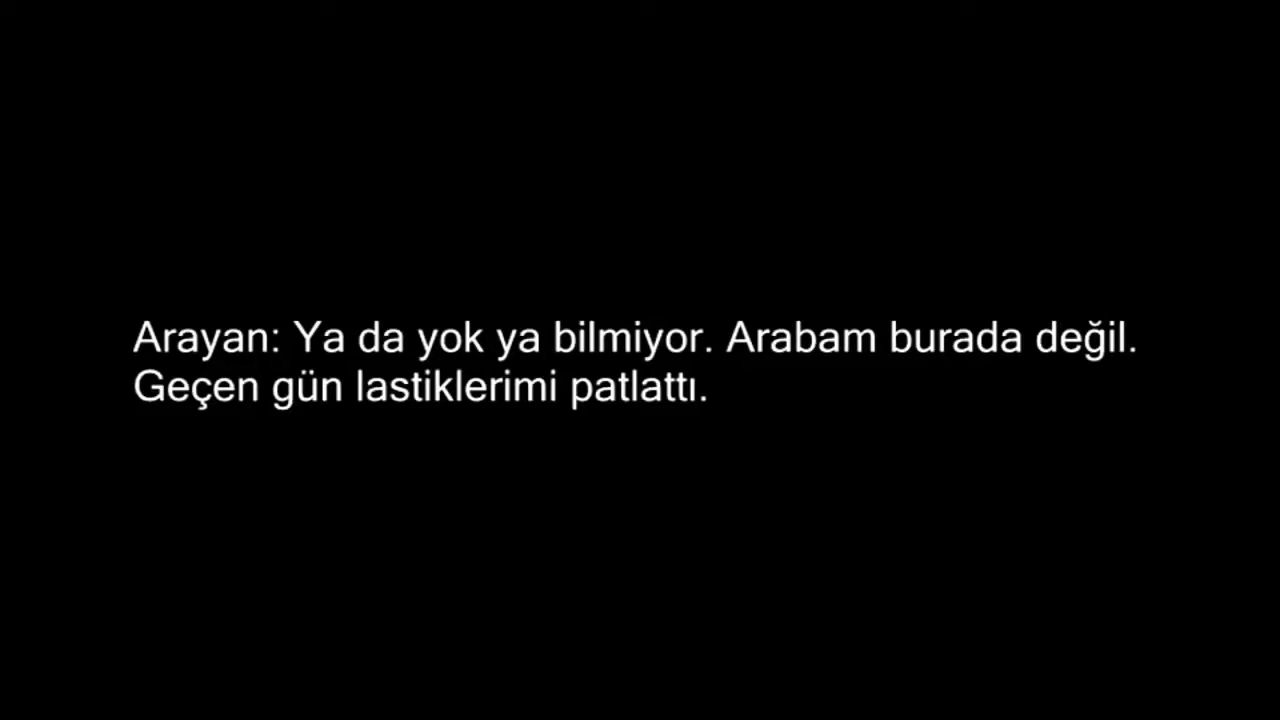 Arayan: Ya da yok ya bilmiyor. Arabam burada değil.
Geçen gün lastiklerimi patlattı.